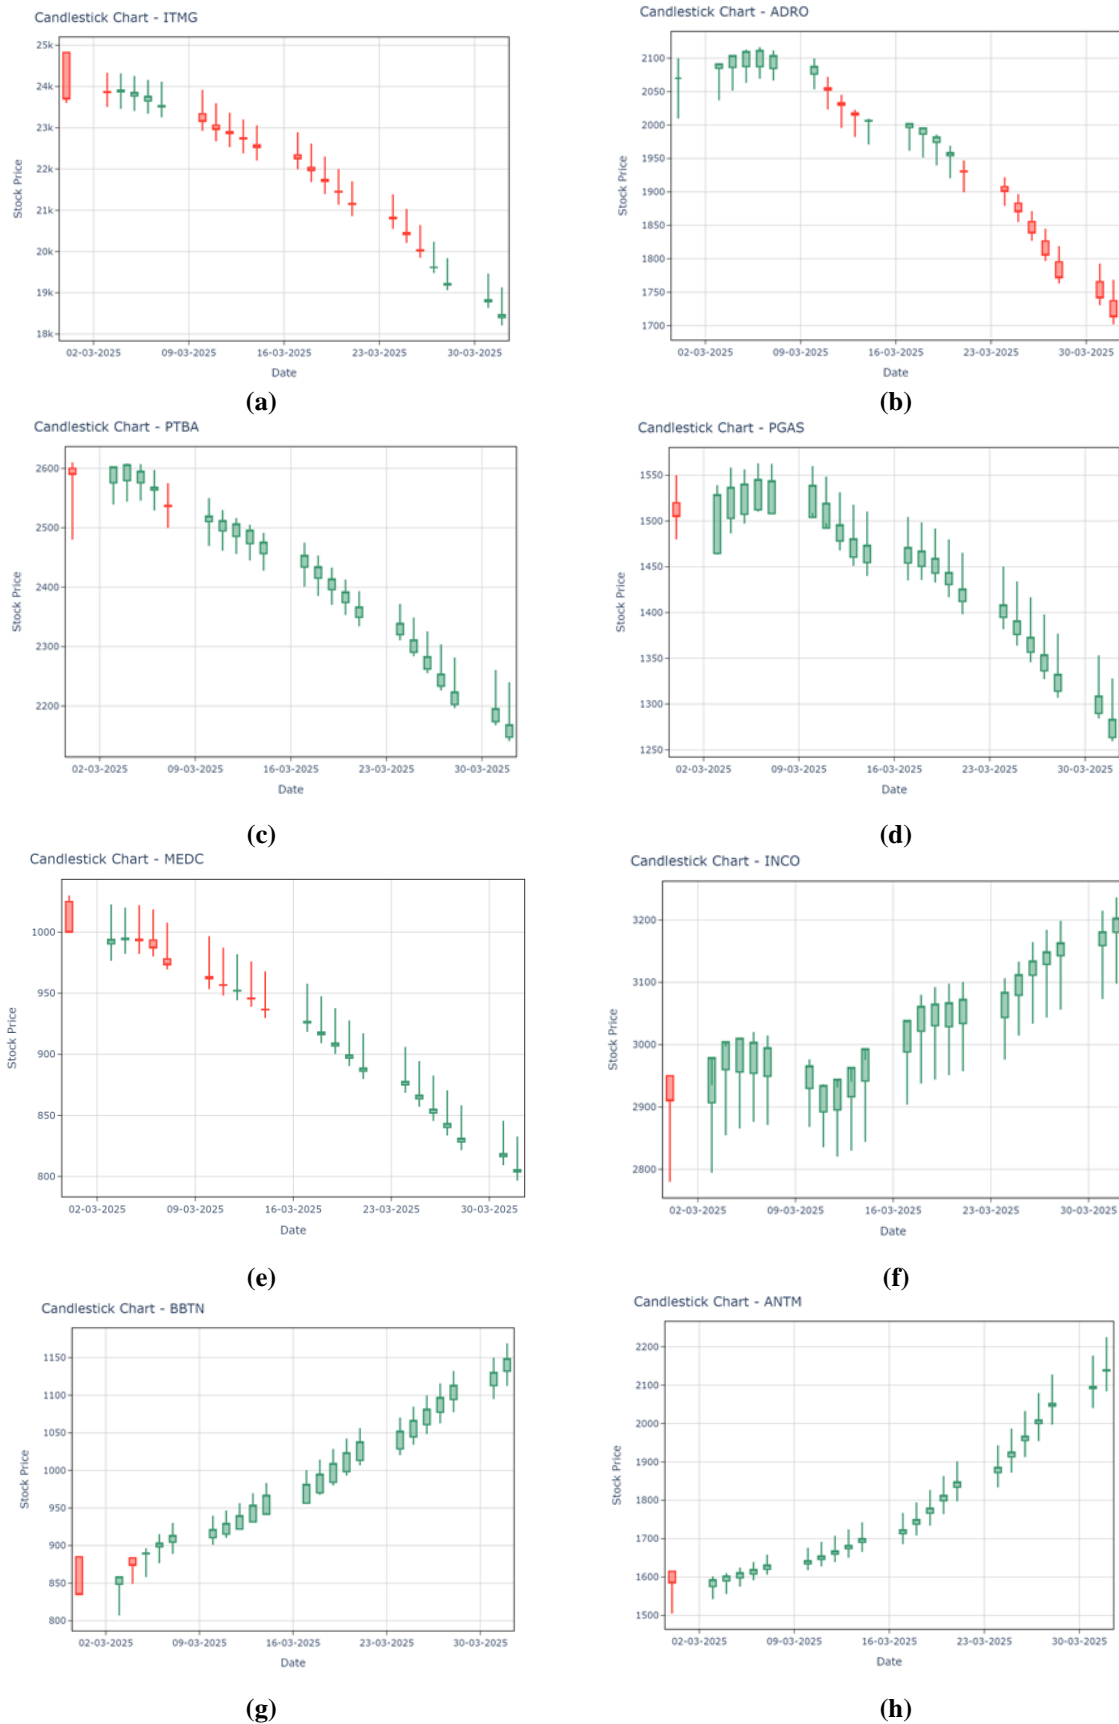 Candlestick Chart - ITMG
25k
24k
23k
22k
21k
20k
19k
18k
Stock Price
02-03-2025 09-03-2025 16-03-2025 23-03-2025 30-03-2025
Date
(a)
Candlestick Chart - ADRO
2100
2050
2000
1950
1900
1850
1800
1750
1700
Stock Price
02-03-2025 09-03-2025 16-03-2025 23-03-2025 30-03-2025
Date
(b)
Candlestick Chart - PTBA
2600
2500
2400
2300
2200
Stock Price
02-03-2025 09-03-2025 16-03-2025 23-03-2025 30-03-2025
Date
(c)
Candlestick Chart - PGAS
1550
1500
1450
1400
1350
1300
1250
Stock Price
02-03-2025 09-03-2025 16-03-2025 23-03-2025 30-03-2025
Date
(d)
Candlestick Chart - MEDC
1000
950
900
850
800
Stock Price
02-03-2025 09-03-2025 16-03-2025 23-03-2025 30-03-2025
Date
(e)
Candlestick Chart - INCO
3200
3100
3000
2900
2800
Stock Price
02-03-2025 09-03-2025 16-03-2025 23-03-2025 30-03-2025
Date
(f)
Candlestick Chart - BBTN
1150
1100
1050
1000
950
900
850
800
Stock Price
02-03-2025 09-03-2025 16-03-2025 23-03-2025 30-03-2025
Date
(g)
Candlestick Chart - ANTM
2200
2100
2000
1900
1800
1700
1600
1500
Stock Price
02-03-2025 09-03-2025 16-03-2025 23-03-2025 30-03-2025
Date
(h)